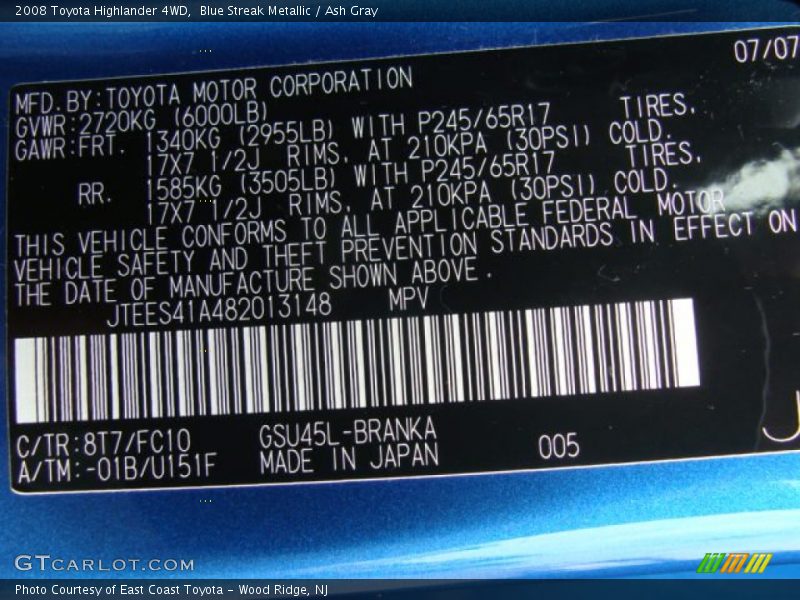 2008 Toyota Highlander 4WD,  Blue Streak Metallic / Ash Gray
07/07
MFD.BY:TOYOTA MOTOR CORPORATION
GVWR:2720KG (6000LB)
GAWR:FRT. 1340KG (2955LB) WITH P245/65R17 TIRES.
17X7 1/2J RIMS. AT 210KPA (30PSI) COLD.
RR. 1585KG (3505LB) WITH P245/65R17 TIRES.
17X7 1/2J RIMS. AT 210KPA (30PSI) COLD.
THIS VEHICLE CONFORMS TO ALL APPLICABLE FEDERAL MOTOR
VEHICLE SAFETY AND THEFT PREVENTION STANDARDS IN EFFECT ON
THE DATE OF MANUFACTURE SHOWN ABOVE.
JTEES41A482013148 MPV
C/TR:8T7/FC10 GSU45L-BRANKA
A/TM:-01B/U151F MADE IN JAPAN 005
J
GTCARLOT.COM
Photo Courtesy of East Coast Toyota - Wood Ridge, NJ